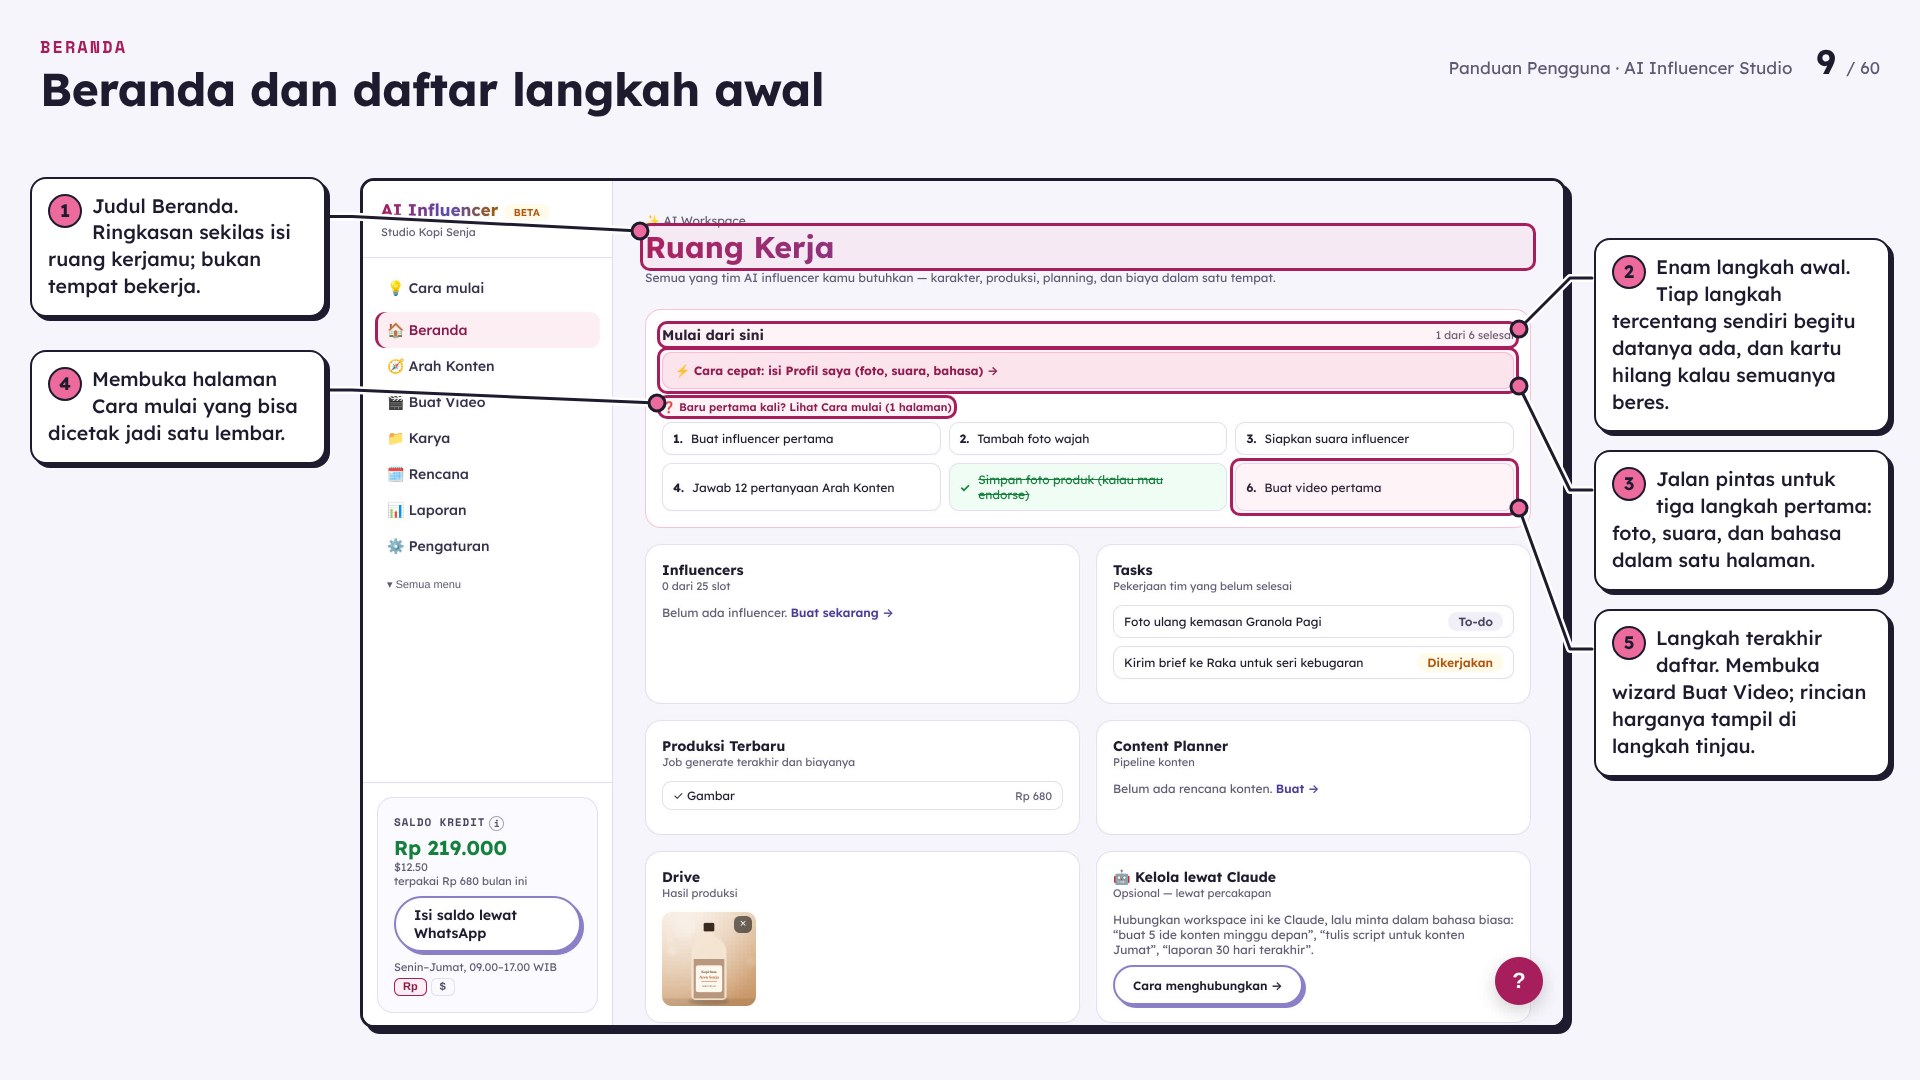 BERANDA
Beranda dan daftar langkah awal
Panduan Pengguna · AI Influencer Studio 9 / 60
1 Judul Beranda.
Ringkasan sekilas isi
ruang kerjamu; bukan
tempat bekerja.
4 Membuka halaman
Cara mulai yang bisa
dicetak jadi satu lembar.
AI Influencer BETA
Studio Kopi Senja
💡 Cara mulai
🏠 Beranda
🧭 Arah Konten
🎬 Buat Video
📁 Karya
🗓️ Rencana
📊 Laporan
⚙️ Pengaturan
▾ Semua menu
SALDO KREDIT i
Rp 219.000
$12.50
terpakai Rp 680 bulan ini
Isi saldo lewat
WhatsApp
Senin–Jumat, 09.00–17.00 WIB
Rp $
✨ AI Workspace
Ruang Kerja
Semua yang tim AI influencer kamu butuhkan — karakter, produksi, planning, dan biaya dalam satu tempat.
Mulai dari sini 1 dari 6 selesai
⚡ Cara cepat: isi Profil saya (foto, suara, bahasa) →
❓ Baru pertama kali? Lihat Cara mulai (1 halaman)
1. Buat influencer pertama
2. Tambah foto wajah
3. Siapkan suara influencer
4. Jawab 12 pertanyaan Arah Konten
✓ Simpan foto produk (kalau mau
endorse)
6. Buat video pertama
Influencers
0 dari 25 slot
Belum ada influencer. Buat sekarang →
Tasks
Pekerjaan tim yang belum selesai
Foto ulang kemasan Granola Pagi To-do
Kirim brief ke Raka untuk seri kebugaran Dikerjakan
Produksi Terbaru
Job generate terakhir dan biayanya
✓ Gambar Rp 680
Content Planner
Pipeline konten
Belum ada rencana konten. Buat →
Drive
Hasil produksi
×
🤖 Kelola lewat Claude
Opsional — lewat percakapan
Hubungkan workspace ini ke Claude, lalu minta dalam bahasa biasa:
“buat 5 ide konten minggu depan”, “tulis script untuk konten
Jumat”, “laporan 30 hari terakhir”.
Cara menghubungkan →
?
2 Enam langkah awal.
Tiap langkah
tercentang sendiri begitu
datanya ada, dan kartu
hilang kalau semuanya
beres.
3 Jalan pintas untuk
tiga langkah pertama:
foto, suara, dan bahasa
dalam satu halaman.
5 Langkah terakhir
daftar. Membuka
wizard Buat Video; rincian
harganya tampil di
langkah tinjau.